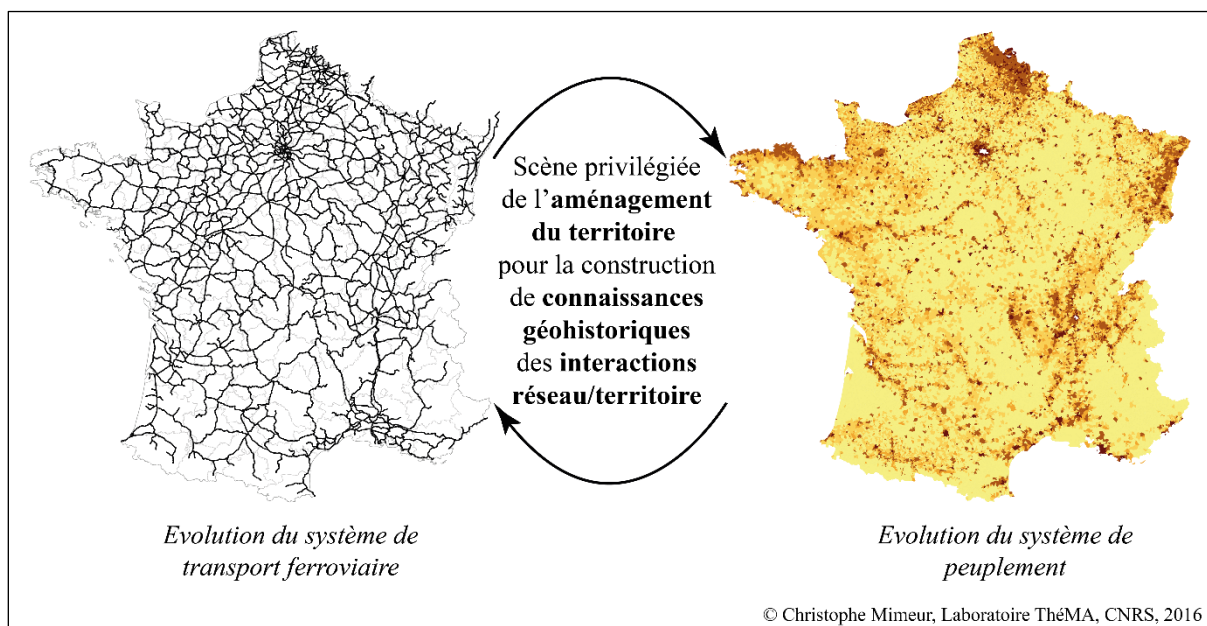 Scène privilégiée
de l'aménagement
du territoire
pour la construction
de connaissances
géohistoriques
des interactions
réseau/territoire
Evolution du système de
transport ferroviaire
Evolution du système de
peuplement
© Christophe Mimeur, Laboratoire ThéMA, CNRS, 2016